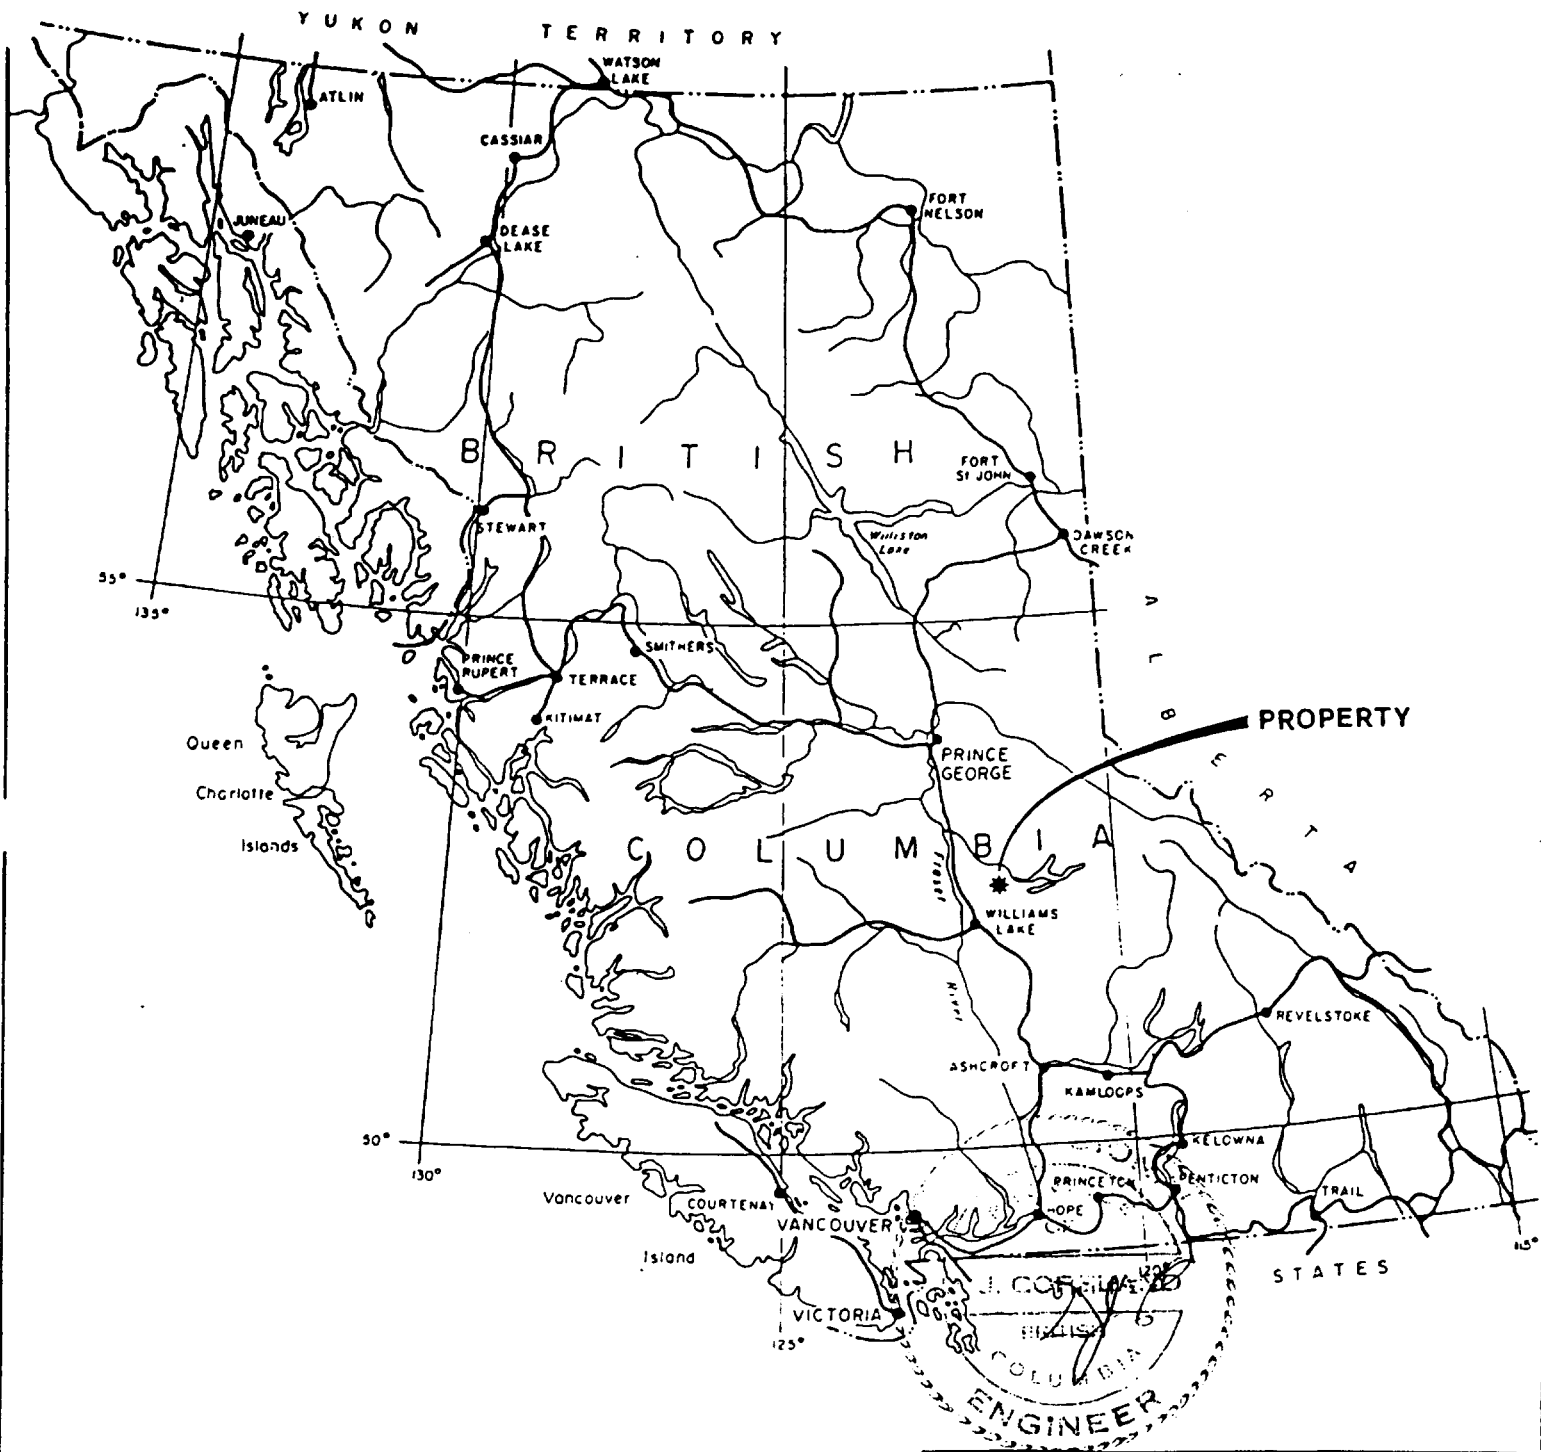 YUKON TERRITORY
WATSON
LAKE
ATLIN
CASSIAR
JUNEAU
DEASE
LAKE
FORT
NELSON
BRITISH
FORT
St JOHN
STEWART
Williston
Lake
DAWSON
CREEK
55°
135°
ALBERTA
PRINCE
RUPERT
SMITHERS
TERRACE
KITIMAT
PROPERTY
Queen
Charlotte
Islands
PRINCE
GEORGE
COLUMBIA
Fraser
River
WILLIAMS
LAKE
REVELSTOKE
ASHCROFT
KAMLOOPS
50°
130°
KELOWNA
Vancouver
Island
COURTENAY
PRINCETON
PENTICTON
TRAIL
VANCOUVER
HOPE
115°
120°
STATES
VICTORIA
125°
BRITISH
COLUMBIA
ENGINEER